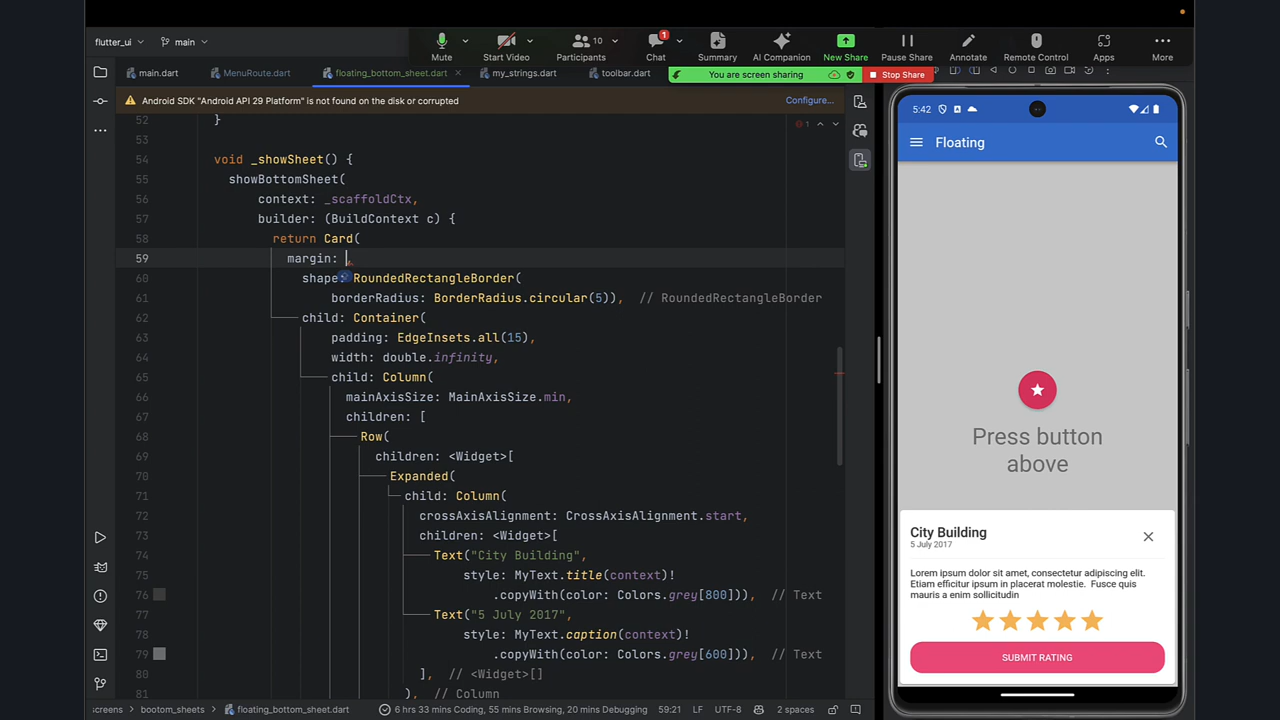 flutter_ui
main
Mute
Start Video
10
Participants
1
Chat
Summary
AI Companion
New Share
Pause Share
Annotate
Remote Control
Apps
More
You are screen sharing
Stop Share
main.dart
MenuRoute.dart
floating_bottom_sheet.dart
my_strings.dart
toolbar.dart
Android SDK "Android API 29 Platform" is not found on the disk or corrupted
Configure...
1
52 }
53
54 void _showSheet() {
55 showBottomSheet(
56 context: _scaffoldCtx,
57 builder: (BuildContext c) {
58 return Card(
59 margin:
60 shape: RoundedRectangleBorder(
61 borderRadius: BorderRadius.circular(5)), // RoundedRectangleBorder
62 child: Container(
63 padding: EdgeInsets.all(15),
64 width: double.infinity,
65 child: Column(
66 mainAxisSize: MainAxisSize.min,
67 children: [
68 Row(
69 children: <Widget>[
70 Expanded(
71 child: Column(
72 crossAxisAlignment: CrossAxisAlignment.start,
73 children: <Widget>[
74 Text("City Building",
75 style: MyText.title(context)!
76 .copyWith(color: Colors.grey[800])), // Text
77 Text("5 July 2017",
78 style: MyText.caption(context)!
79 .copyWith(color: Colors.grey[600])), // Text
80 ], // <Widget>[]
81 ), // Column
screens
bootom_sheets
floating_bottom_sheet.dart
6 hrs 33 mins Coding, 55 mins Browsing, 20 mins Debugging
59:21
LF
UTF-8
2 spaces
5:42
Floating
Press button
above
City Building
5 July 2017
Lorem ipsum dolor sit amet, consectetur adipiscing elit.
Etiam efficitur ipsum in placerat molestie. Fusce quis
mauris a enim sollicitudin
SUBMIT RATING